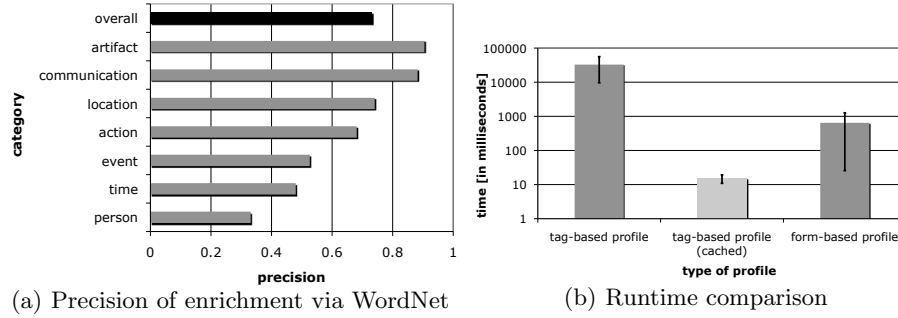 overall
artifact
communication
location
action
event
time
person
category
0 0.2 0.4 0.6 0.8 1
precision
(a) Precision of enrichment via WordNet
100000
10000
1000
100
10
1
time [in milliseconds]
tag-based profile
tag-based profile
(cached)
form-based profile
type of profile
(b) Runtime comparison